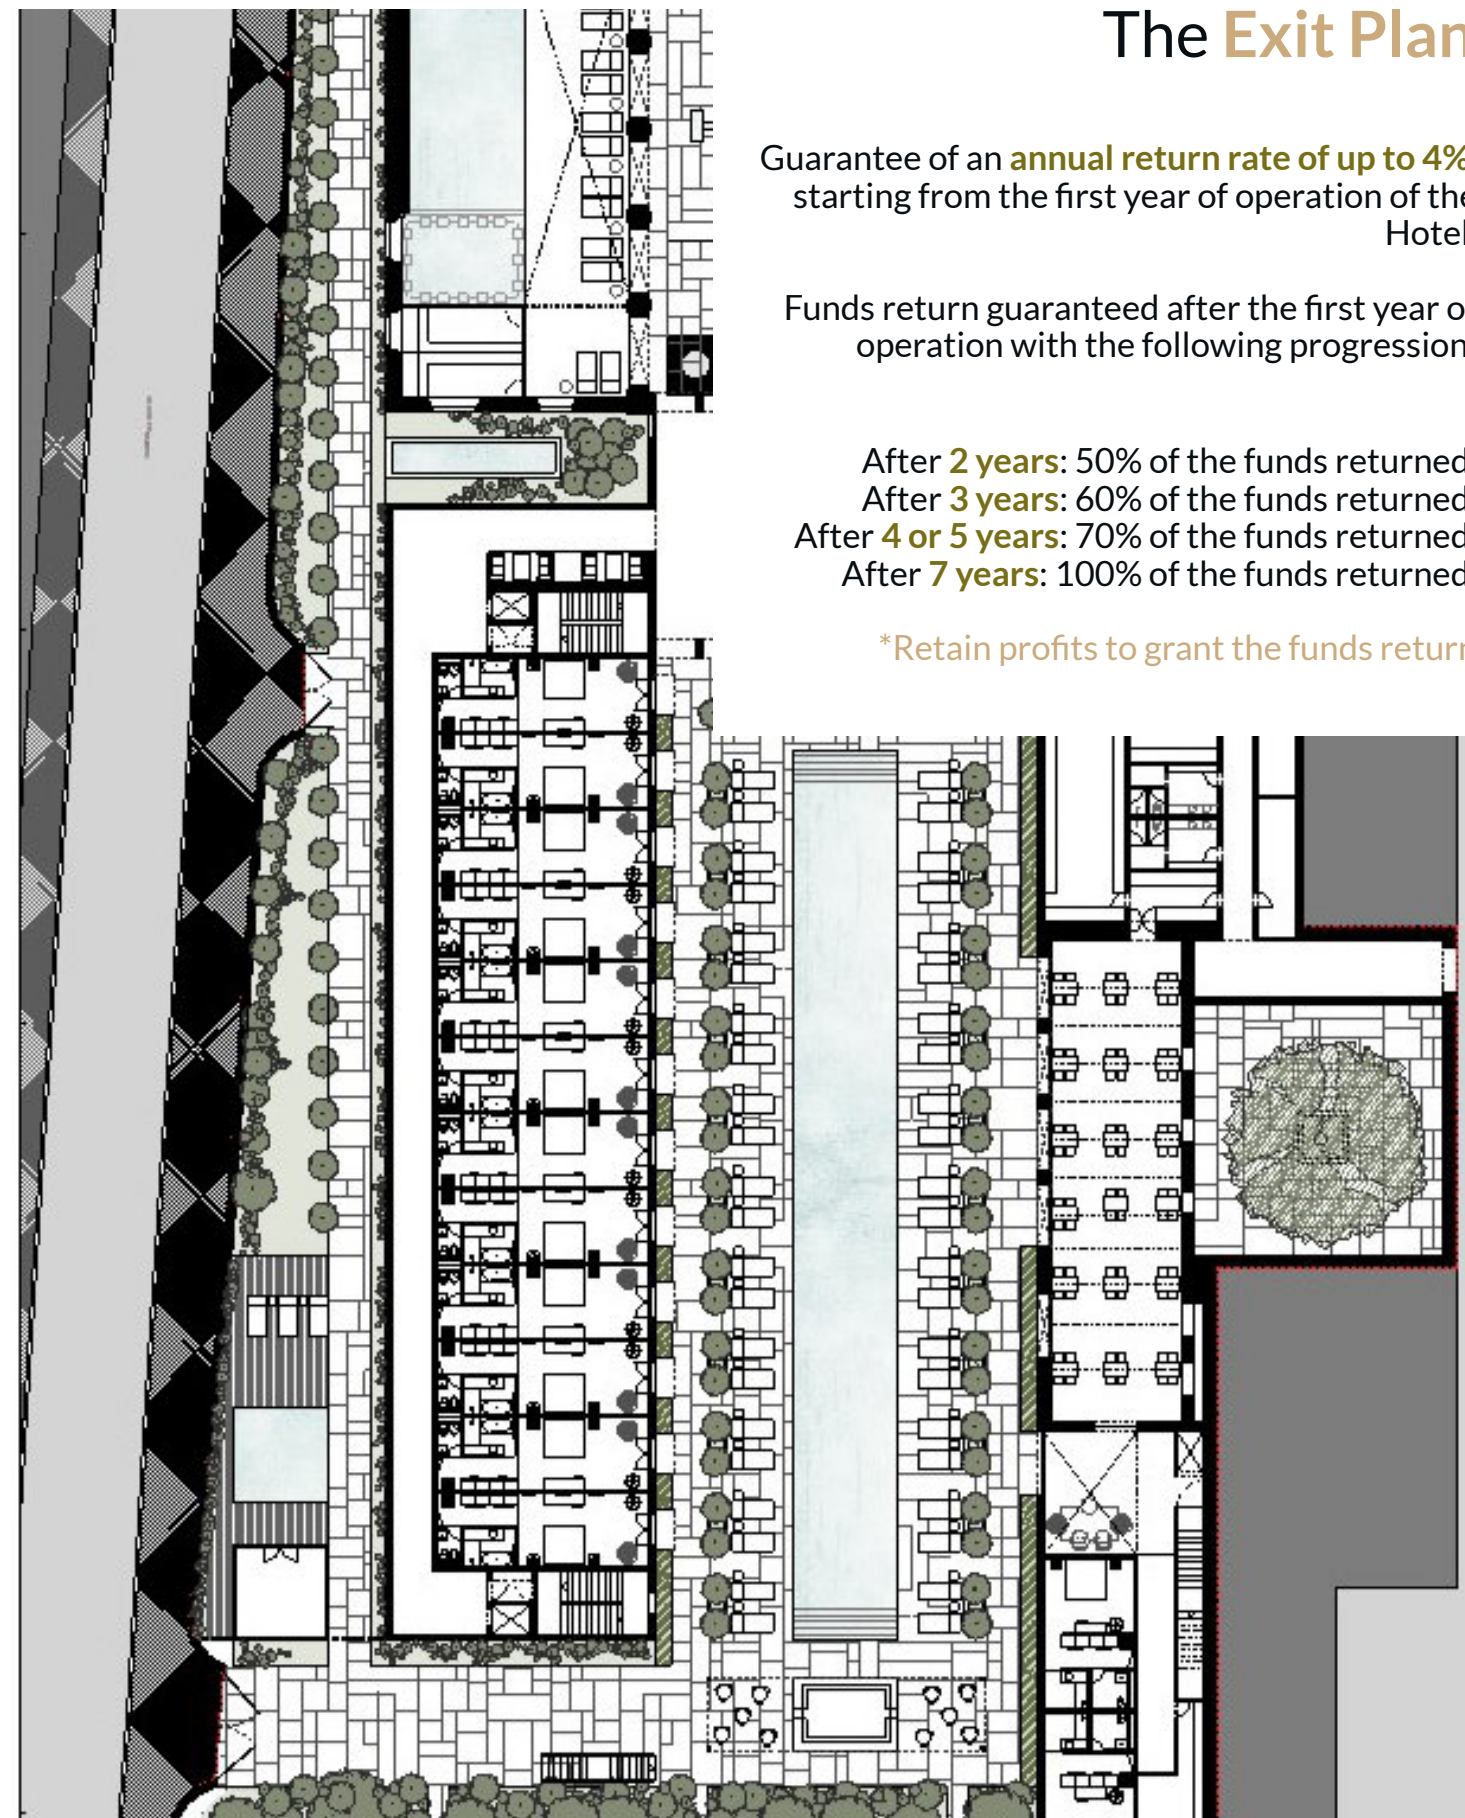 The Exit Plan
Guarantee of an annual return rate of up to 4%
starting from the first year of operation of the
Hotel
Funds return guaranteed after the first year o
operation with the following progression
After 2 years: 50% of the funds returned
After 3 years: 60% of the funds returned
After 4 or 5 years: 70% of the funds returned
After 7 years: 100% of the funds returned
*Retain profits to grant the funds return